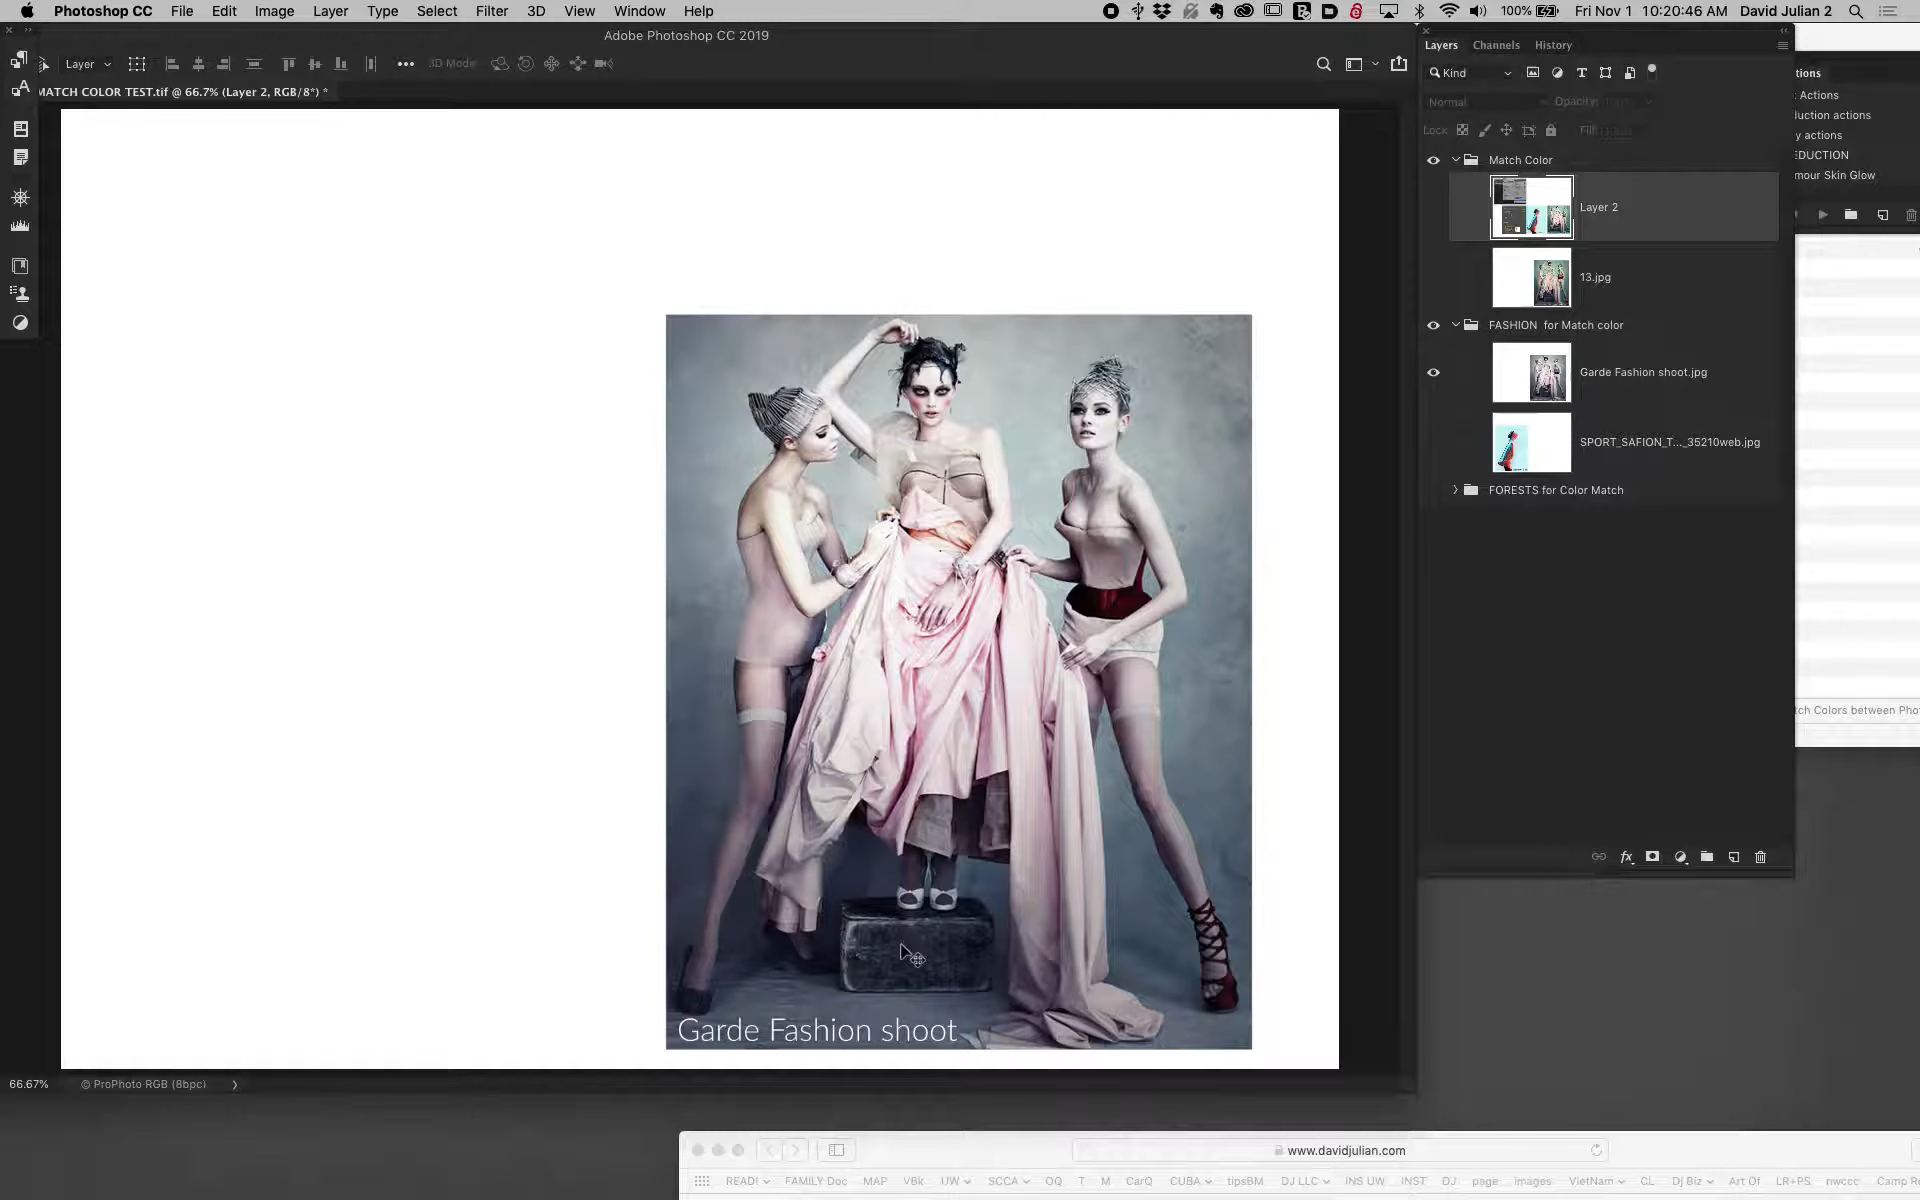 Photoshop CC File Edit Image Layer Type Select Filter 3D View Window Help
100% Fri Nov 1 10:20:46 AM David Julian 2
Adobe Photoshop CC 2019
Layer 3D Mode
MATCH COLOR TEST.tif @ 66.7% (Layer 2, RGB/8*) *
Layers Channels History
Kind
Normal Opacity:
Lock: Fill:
Match Color
Layer 2
13.jpg
FASHION for Match color
Garde Fashion shoot.jpg
SPORT_SAFION_T..._35210web.jpg
FORESTS for Color Match
tions
Actions
luction actions
y actions
EDUCTION
mour Skin Glow
tch Colors between Pho
Garde Fashion shoot
66.67% © ProPhoto RGB (8bpc)
www.davidjulian.com
READ! FAMILY Doc MAP VBk UW SCCA OQ T M CarQ CUBA tipsBM DJ LLC INS UW INST DJ page Images VietNam CL Dj Biz Art Of LR+PS nwccc Camp R